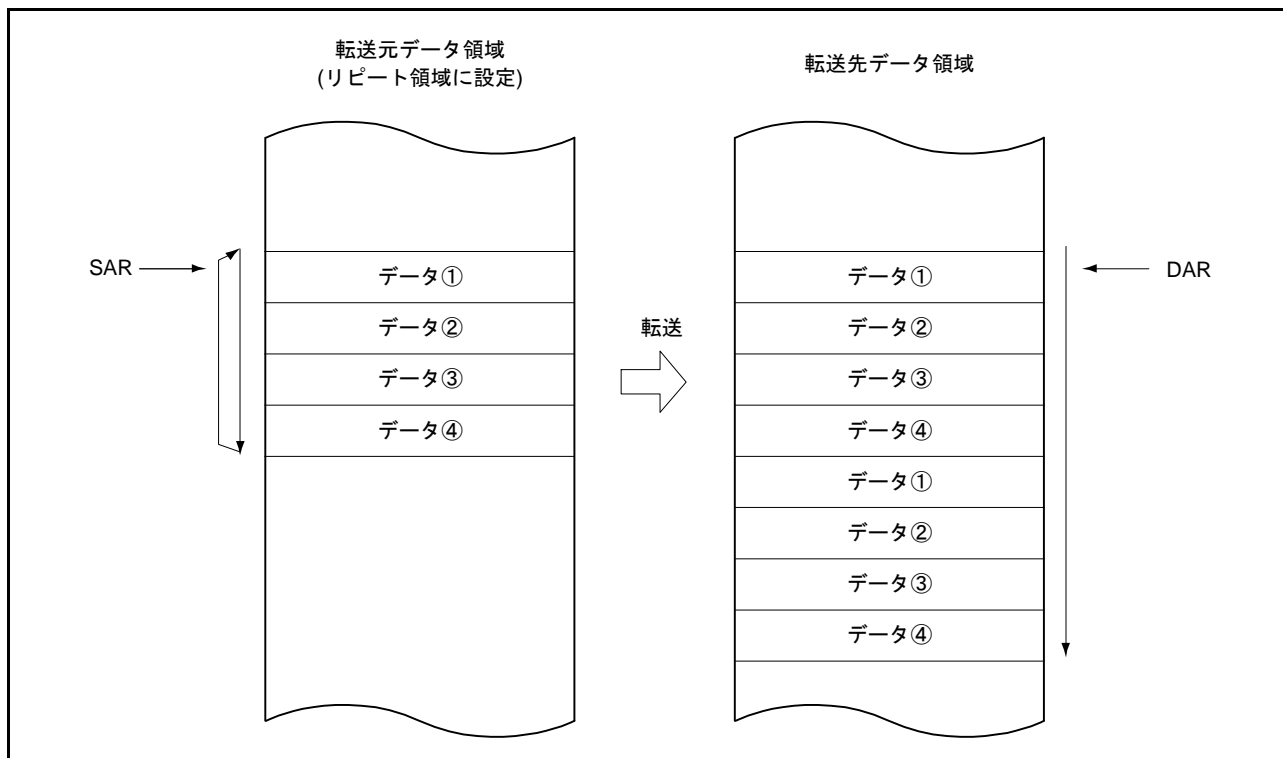 転送元データ領域
(リピート領域に設定)
転送先データ領域
SAR
データ①
データ②
データ③
データ④
転送
DAR
データ①
データ②
データ③
データ④
データ①
データ②
データ③
データ④